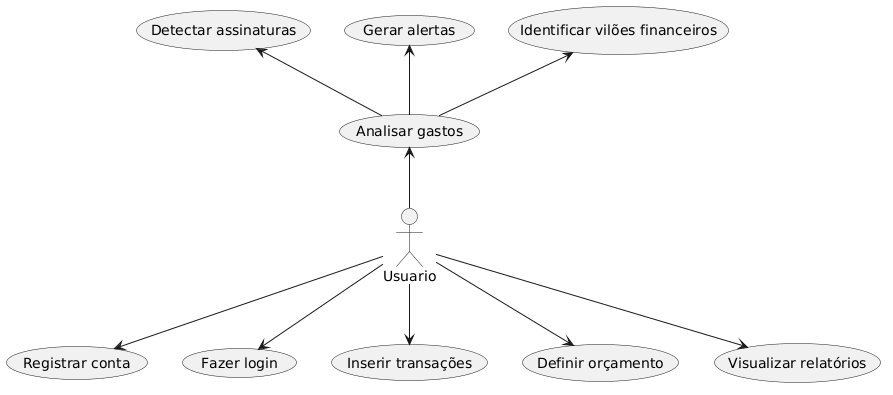 Detectar assinaturas
Gerar alertas
Identificar vilões financeiros
Analisar gastos
Usuario
Registrar conta
Fazer login
Inserir transações
Definir orçamento
Visualizar relatórios